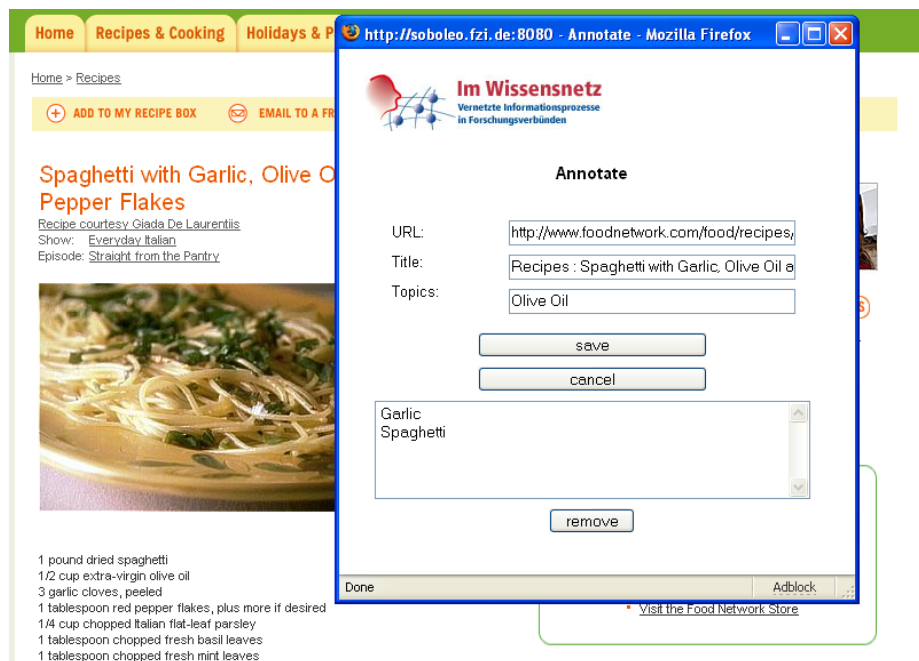 Home
Recipes & Cooking
Holidays & P
Home > Recipes
ADD TO MY RECIPE BOX
EMAIL TO A FR
Spaghetti with Garlic, Olive O
Pepper Flakes
Recipe courtesy Giada De Laurentiis
Show: Everyday Italian
Episode: Straight from the Pantry
1 pound dried spaghetti
1/2 cup extra-virgin olive oil
3 garlic cloves, peeled
1 tablespoon red pepper flakes, plus more if desired
1/4 cup chopped Italian flat-leaf parsley
1 tablespoon chopped fresh basil leaves
1 tablespoon chopped fresh mint leaves
http://soboleo.fzi.de:8080 - Annotate - Mozilla Firefox
Im Wissensnetz
Vernetzte Informationsprozesse
in Forschungsverbünden
Annotate
URL: http://www.foodnetwork.com/food/recipes,
Title: Recipes : Spaghetti with Garlic, Olive Oil a
Topics: Olive Oil
save
cancel
Garlic
Spaghetti
remove
Done
Adblock
S
Visit the Food Network Store